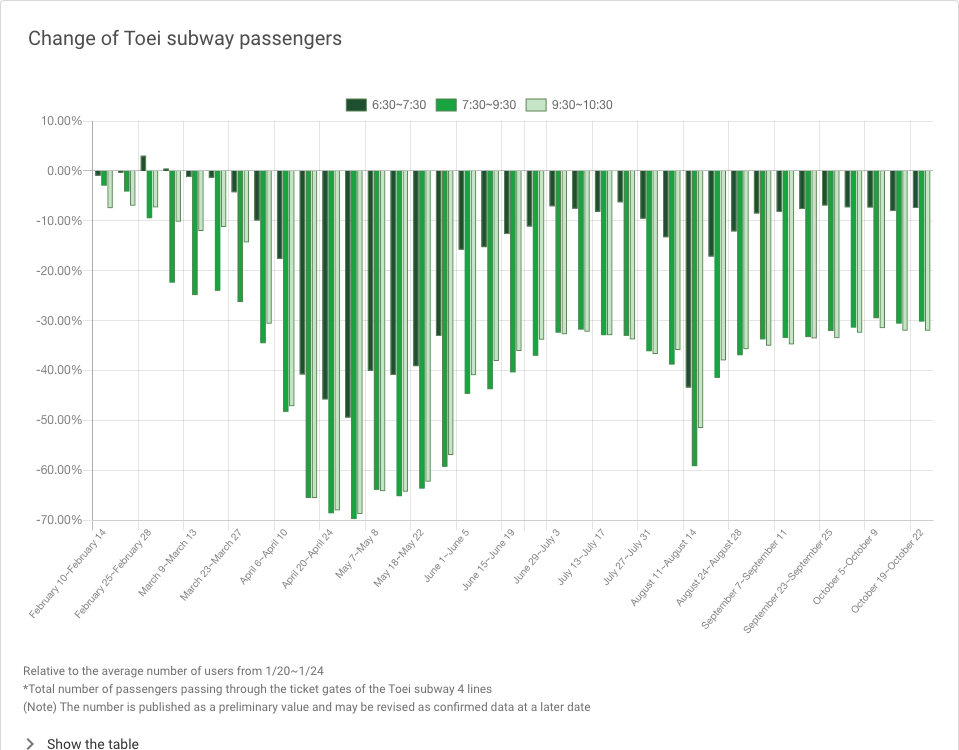 Change of Toei subway passengers
6:30~7:30 7:30~9:30 9:30~10:30
10.00%
0.00%
-10.00%
-20.00%
-30.00%
-40.00%
-50.00%
-60.00%
-70.00%
February 10~February 14
February 25~February 28
March 9~March 13
March 23~March 27
April 6~April 10
April 20~April 24
May 7~May 8
May 18~May 22
June 1~June 5
June 15~June 19
June 29~July 3
July 13~July 17
July 27~July 31
August 11~August 14
August 24~August 28
September 7~September 11
September 23~September 25
October 5~October 9
October 19~October 22
Relative to the average number of users from 1/20~1/24
*Total number of passengers passing through the ticket gates of the Toei subway 4 lines
(Note) The number is published as a preliminary value and may be revised as confirmed data at a later date
Show the table